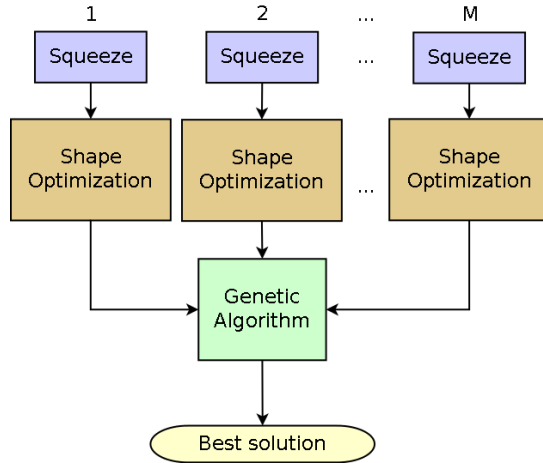 1 2 ... M
Squeeze Squeeze ... Squeeze
Shape Shape Shape
Optimization Optimization ... Optimization
Genetic
Algorithm
Best solution